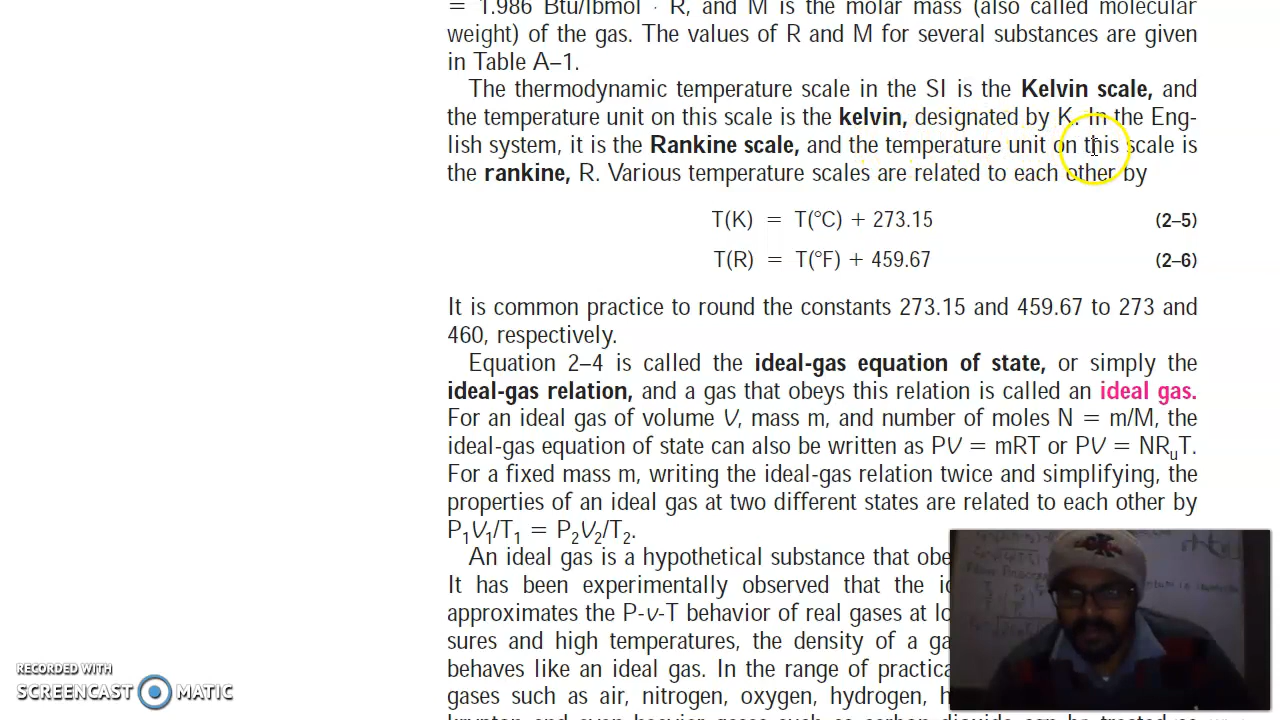 = 1.986 Btu/lbmol · R, and M is the molar mass (also called molecular
weight) of the gas. The values of R and M for several substances are given
in Table A–1.
The thermodynamic temperature scale in the SI is the Kelvin scale, and
the temperature unit on this scale is the kelvin, designated by K. In the Eng-
lish system, it is the Rankine scale, and the temperature unit on this scale is
the rankine, R. Various temperature scales are related to each other by
T(K) = T(°C) + 273.15 (2–5)
T(R) = T(°F) + 459.67 (2–6)
It is common practice to round the constants 273.15 and 459.67 to 273 and
460, respectively.
Equation 2–4 is called the ideal-gas equation of state, or simply the
ideal-gas relation, and a gas that obeys this relation is called an ideal gas.
For an ideal gas of volume V, mass m, and number of moles N = m/M, the
ideal-gas equation of state can also be written as PV = mRT or PV = NRuT.
For a fixed mass m, writing the ideal-gas relation twice and simplifying, the
properties of an ideal gas at two different states are related to each other by
P1V1/T1 = P2V2/T2.
An ideal gas is a hypothetical substance that obe
It has been experimentally observed that the i
approximates the P-v-T behavior of real gases at lo
sures and high temperatures, the density of a ga
behaves like an ideal gas. In the range of practica
gases such as air, nitrogen, oxygen, hydrogen, h
RECORDED WITH
SCREENCAST MATIC